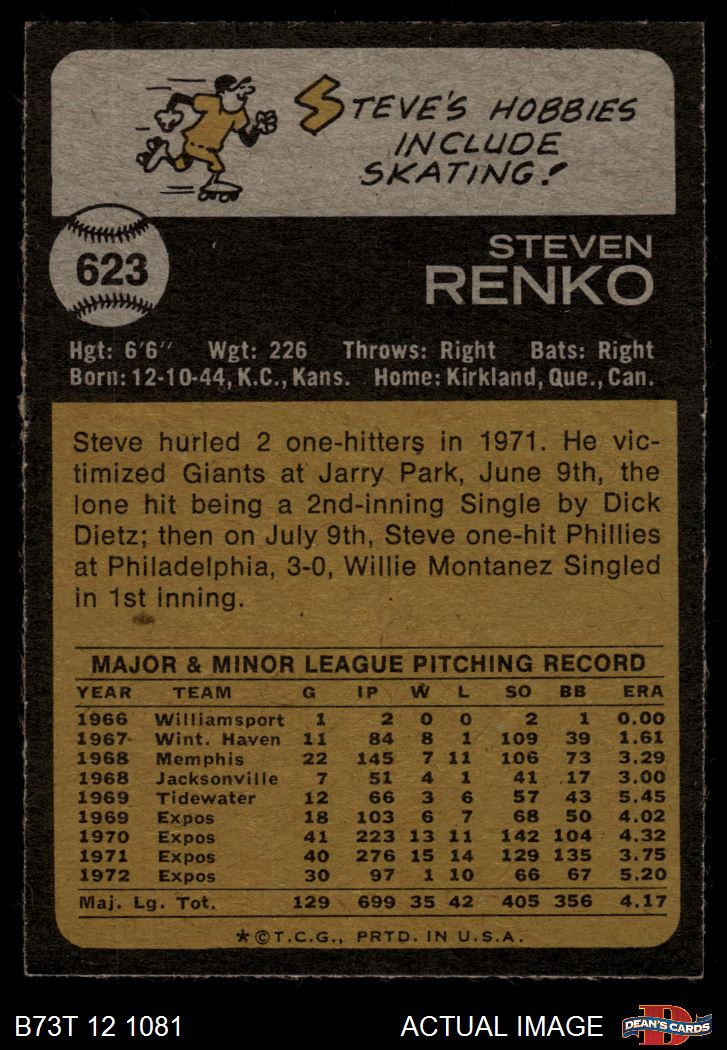 STEVE'S HOBBIES
INCLUDE
SKATING!
623
STEVEN
RENKO
Hgt: 6'6" Wgt: 226 Throws: Right Bats: Right
Born: 12-10-44, K.C., Kans. Home: Kirkland, Que., Can.
Steve hurled 2 one-hitters in 1971. He vic-
timized Giants at Jarry Park, June 9th, the
lone hit being a 2nd-inning Single by Dick
Dietz; then on July 9th, Steve one-hit Phillies
at Philadelphia, 3-0, Willie Montanez Singled
in 1st inning.
MAJOR & MINOR LEAGUE PITCHING RECORD
YEAR TEAM G IP W L SO BB ERA
1966 Williamsport 1 2 0 0 2 1 0.00
1967 Wint. Haven 11 84 8 1 109 39 1.61
1968 Memphis 22 145 7 11 106 73 3.29
1968 Jacksonville 7 51 4 1 41 17 3.00
1969 Tidewater 12 66 3 6 57 43 5.45
1969 Expos 18 103 6 7 68 50 4.02
1970 Expos 41 223 13 11 142 104 4.32
1971 Expos 40 276 15 14 129 135 3.75
1972 Expos 30 97 1 10 66 67 5.20
Maj. Lg. Tot. 129 699 35 42 405 356 4.17
*©T.C.G., PRTD. IN U.S.A.
B73T 12 1081 ACTUAL IMAGE D DEAN'S CARDS